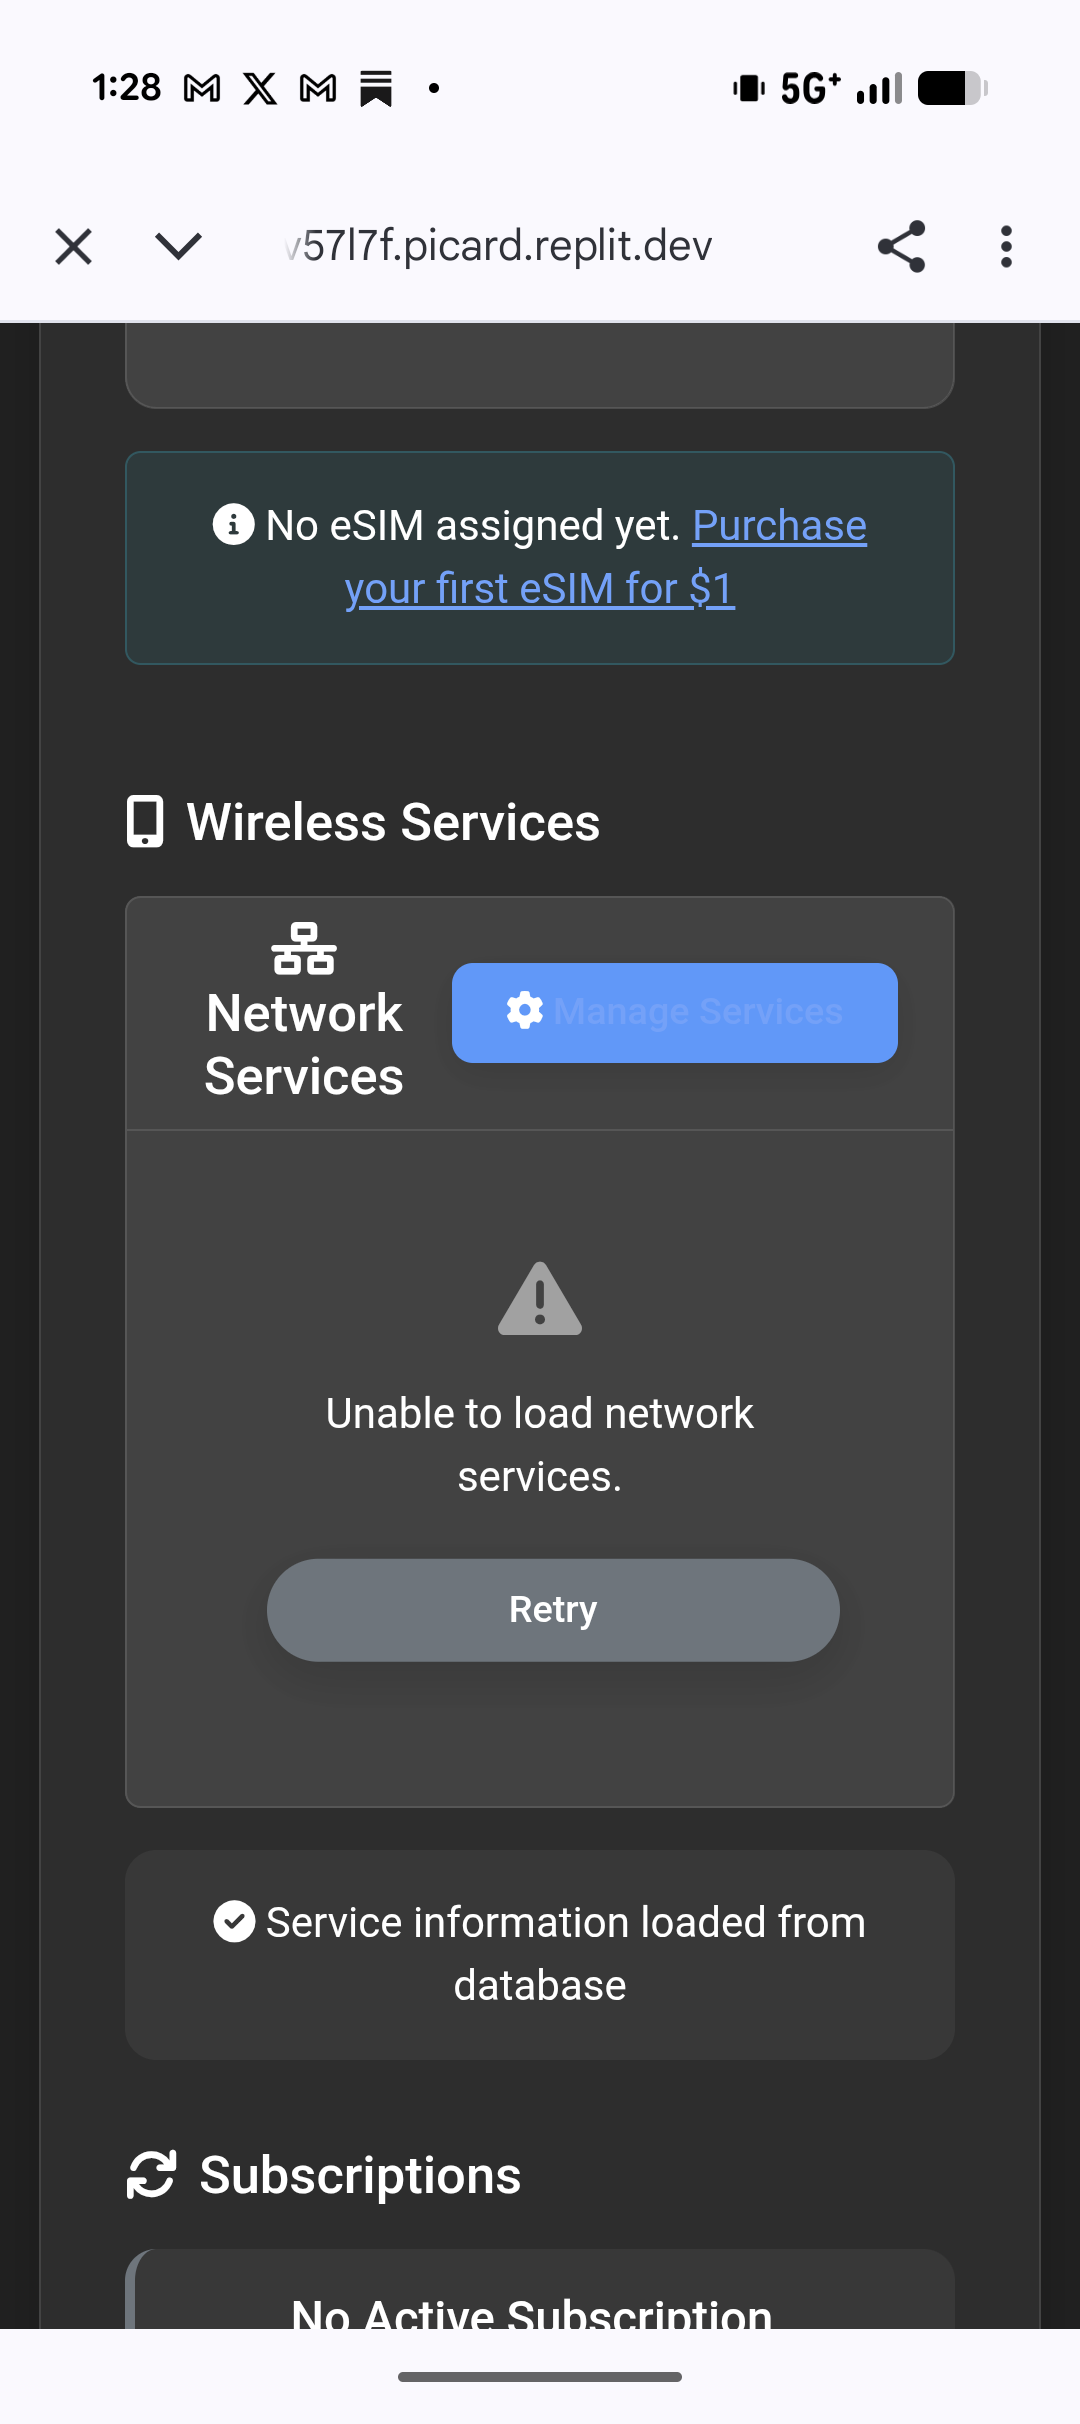 1:28 5G+
v57l7f.picard.replit.dev
No eSIM assigned yet. Purchase
your first eSIM for $1
Wireless Services
Network
Services
Manage Services
Unable to load network
services.
Retry
Service information loaded from
database
Subscriptions
No Active Subscription